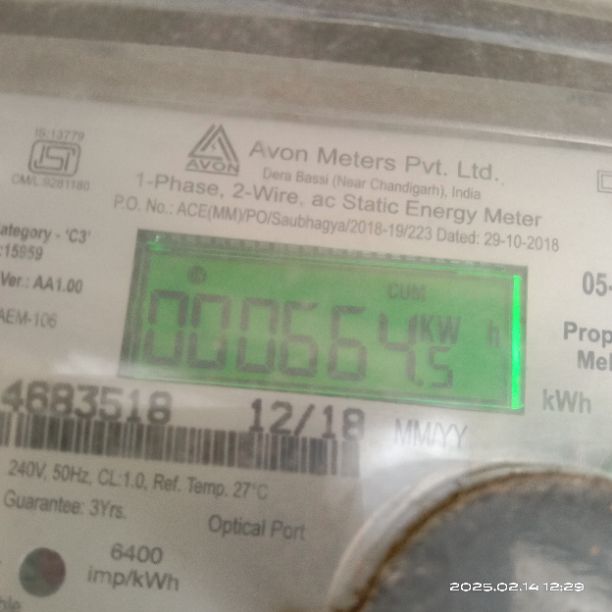 IS:13779
ISI
CM/L 9281180
AVON
Avon Meters Pvt. Ltd.
Dera Bassi (Near Chandigarh), India
1-Phase, 2-Wire, ac Static Energy Meter
P.O. No.: ACE(MM)/PO/Saubhagya/2018-19/223 Dated: 29-10-2018
ategory - 'C3'
:15959
Ver.: AA1.00
AEM-106
CUM
000664.5 KW h
05-
Prop
kWh
4683518 12/18 MM/YY
240V, 50Hz, CL:1.0, Ref. Temp. 27°C
Guarantee: 3Yrs.
Optical Port
6400
imp/kWh
2025.02.14 12:29